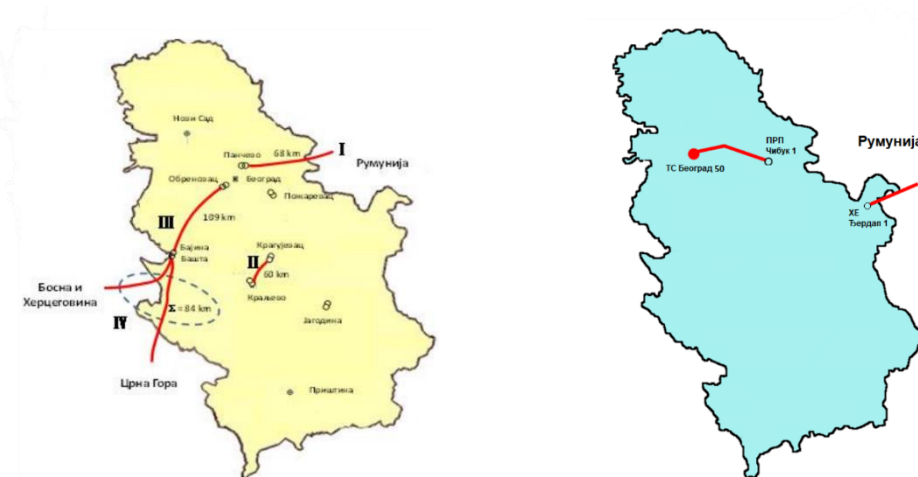 Нови Сад
Панчево
68 km
I
Румунија
Обреновац
Београд
Пожаревац
109 km
III
Бајина
Башта
Крагујевац
II
60 km
Краљево
Босна и
Херцеговина
Σ = 84 km
IV
Јагодина
Црна Гора
Приштина
ПРП
Чибук 1
ТС Београд 50
Румунија
ХЕ
Ђердап 1